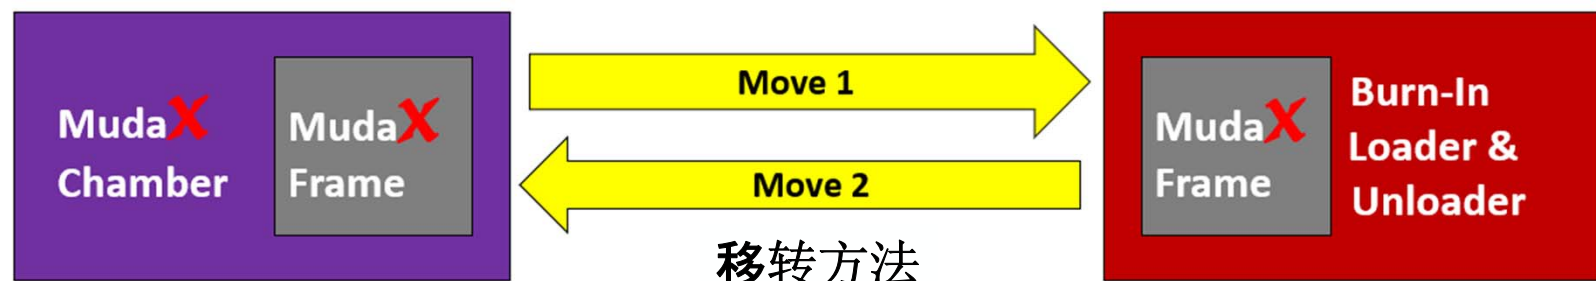 MudaX
Chamber
MudaX
Frame
Move 1
Move 2
移转方法
MudaX
Frame
Burn-In
Loader &
Unloader